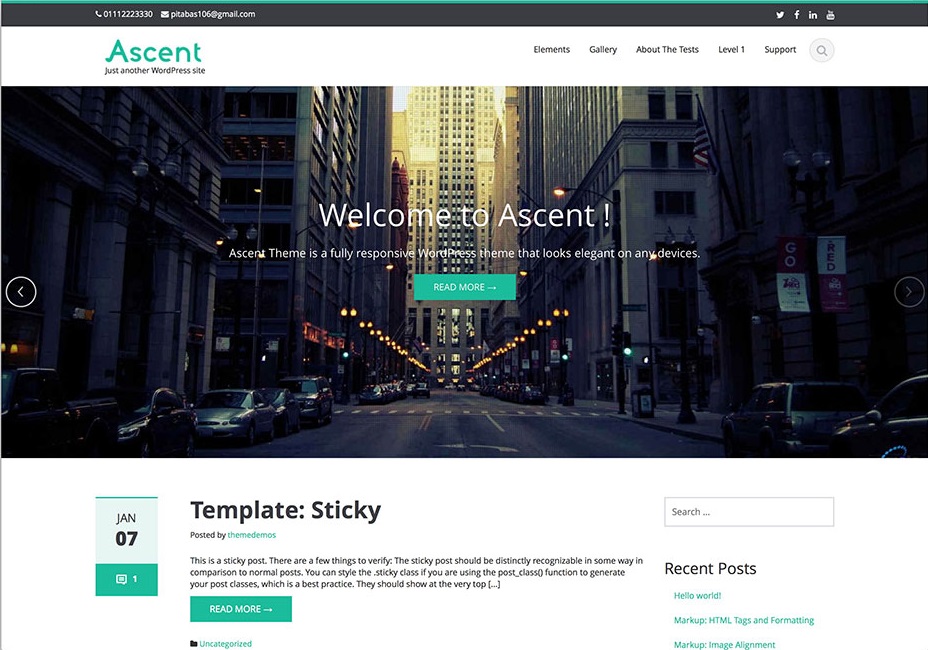 01112223330 pitabas106@gmail.com
Ascent
Just another WordPress site
Elements Gallery About The Tests Level 1 Support
Welcome to Ascent !
Ascent Theme is a fully responsive WordPress theme that looks elegant on any devices.
READ MORE →
GO
RED
JAN
07
1
Template: Sticky
Posted by themedemos
This is a sticky post. There are a few things to verify: The sticky post should be distinctly recognizable in some way in
comparison to normal posts. You can style the .sticky class if you are using the post_class() function to generate
your post classes, which is a best practice. They should show at the very top [...]
READ MORE →
Uncategorized
Search ...
Recent Posts
Hello world!
Markup: HTML Tags and Formatting
Markup: Image Alignment